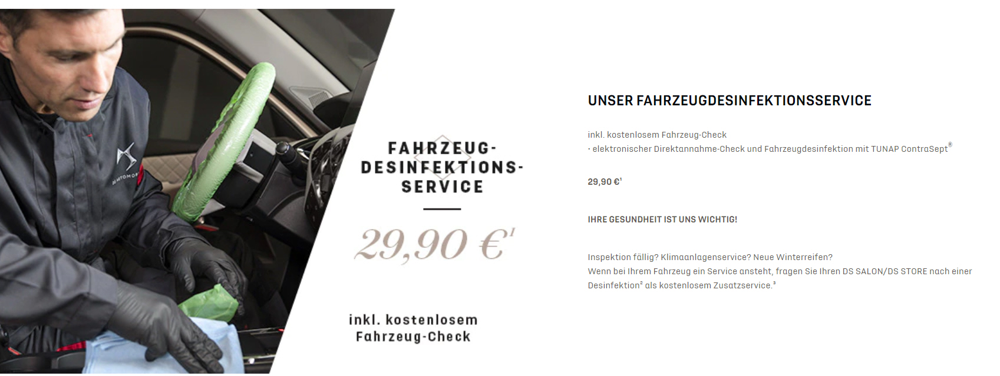 DS AUTOMOBILES
FAHRZEUG-
DESINFEKTIONS-
SERVICE
29,90 €¹
inkl. kostenlosem
Fahrzeug-Check
UNSER FAHRZEUGDESINFEKTIONSSERVICE
inkl. kostenlosem Fahrzeug-Check
• elektronischer Direktannahme-Check und Fahrzeugdesinfektion mit TUNAP ContraSept®
29,90 €¹
IHRE GESUNDHEIT IST UNS WICHTIG!
Inspektion fällig? Klimaanlagenservice? Neue Winterreifen?
Wenn bei Ihrem Fahrzeug ein Service ansteht, fragen Sie Ihren DS SALON/DS STORE nach einer
Desinfektion² als kostenlosem Zusatzservice.³